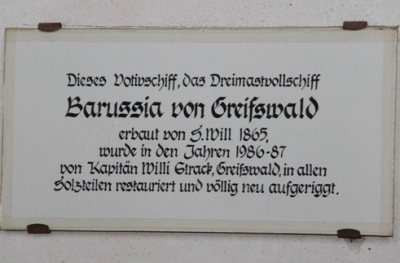 Dieses Votivschiff, das Dreimastvollschiff
Barussia von Greifswald
erbaut von H. Will 1865,
wurde in den Jahren 1986-87
von Kapitän Willi Strack, Greifswald, in allen
Holzteilen restauriert und völlig neu aufgeriggt.